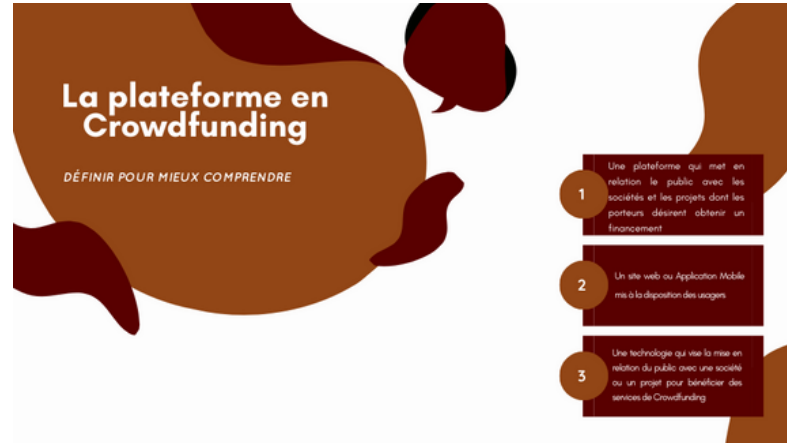 La plateforme en
Crowdfunding
DÉFINIR POUR MIEUX COMPRENDRE
1
Une plateforme qui met en
relation le public avec les
sociétés et les projets dont les
porteurs désirent obtenir un
financement
2
Un site web ou Application Mobile
mis à la disposition des usagers
3
Une technologie qui vise la mise en
relation du public avec une société
ou un projet pour bénéficier des
services de Crowdfunding